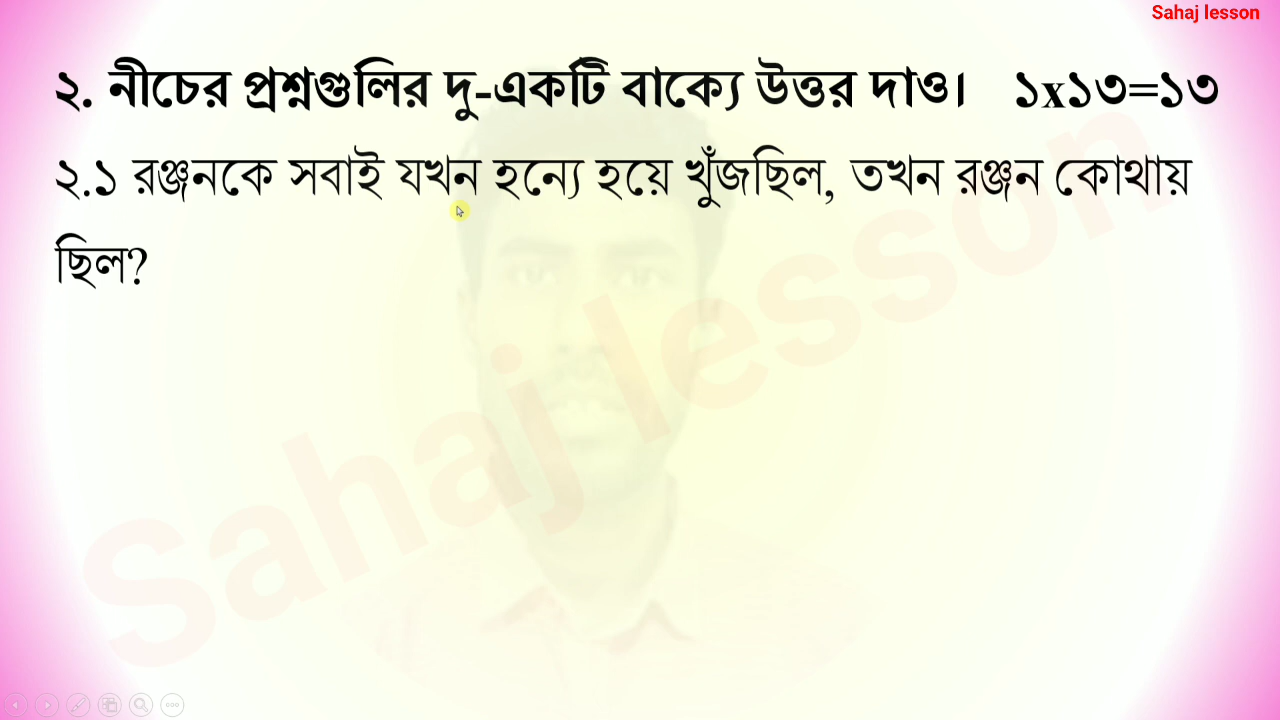 Sahaj lesson
২. নীচের প্রশ্নগুলির দু-একটি বাক্যে উত্তর দাও। ১x১৩=১৩
২.১ রঞ্জনকে সবাই যখন হন্যে হয়ে খুঁজছিল, তখন রঞ্জন কোথায়
ছিল?
Sahaj lesson